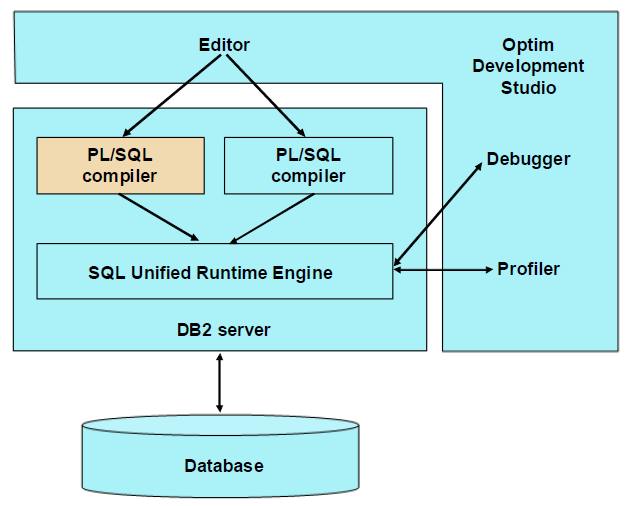 Editor
Optim
Development
Studio
PL/SQL
compiler
PL/SQL
compiler
Debugger
SQL Unified Runtime Engine
Profiler
DB2 server
Database